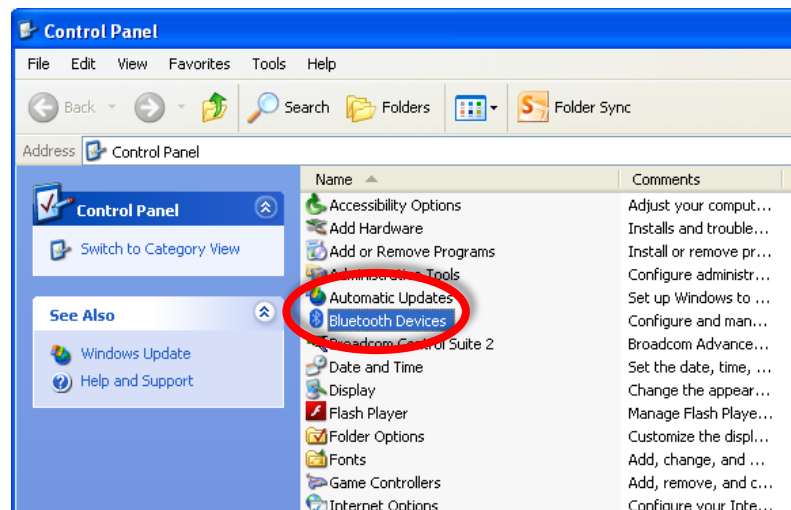 Control Panel
File Edit View Favorites Tools Help
Back Search Folders Folder Sync
Address Control Panel
Control Panel
Switch to Category View
See Also
Windows Update
Help and Support
Name Comments
Accessibility Options Adjust your comput...
Add Hardware Installs and trouble...
Add or Remove Programs Install or remove pr...
Administrative Tools Configure administr...
Automatic Updates Set up Windows to ...
Bluetooth Devices Configure and man...
Broadcom Control Suite 2 Broadcom Advance...
Date and Time Set the date, time, ...
Display Change the appear...
Flash Player Manage Flash Playe...
Folder Options Customize the displ...
Fonts Add, change, and ...
Game Controllers Add, remove, and c...
Internet Options Configure your Inte...